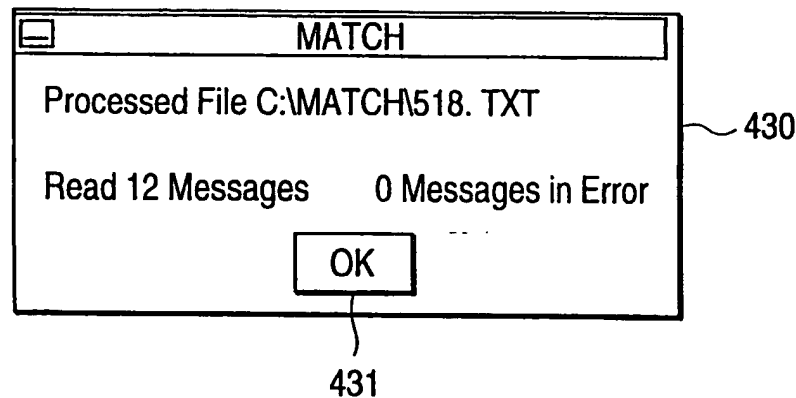 MATCH
Processed File C:\MATCH\518. TXT
430
Read 12 Messages 0 Messages in Error
OK
431